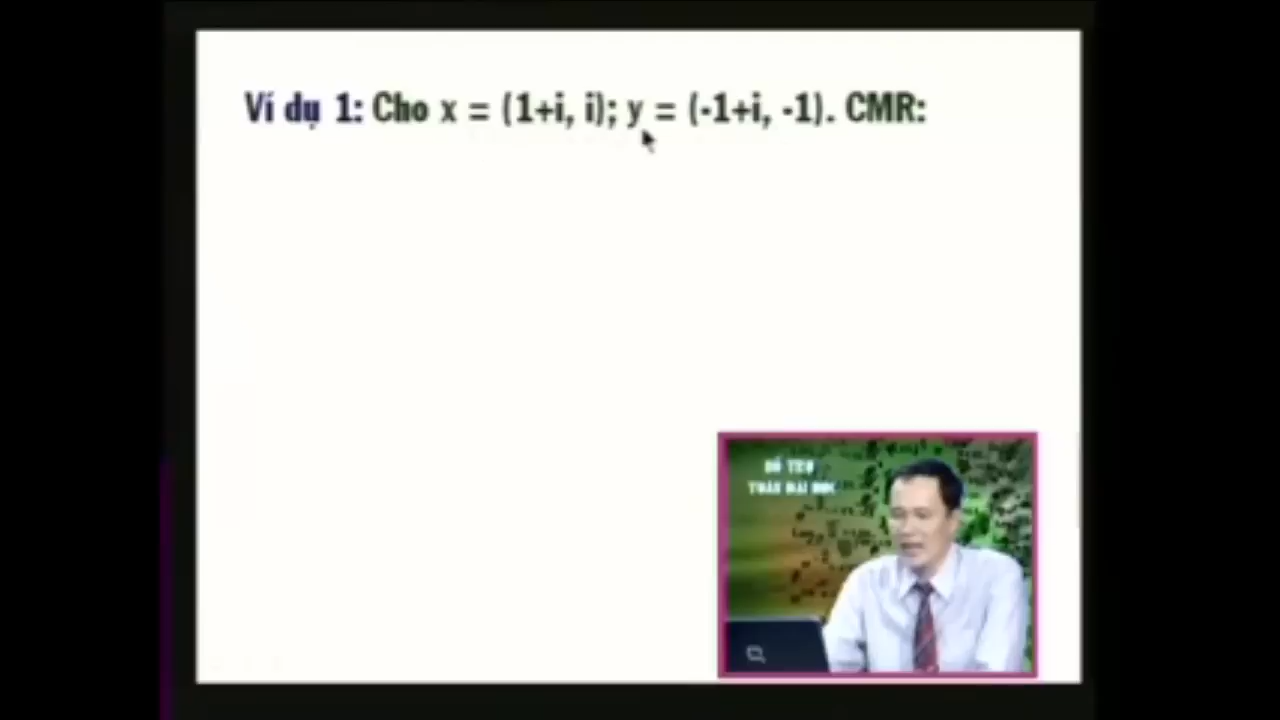 Ví dụ 1: Cho x = (1+i, i); y = (-1+i, -1). CMR: